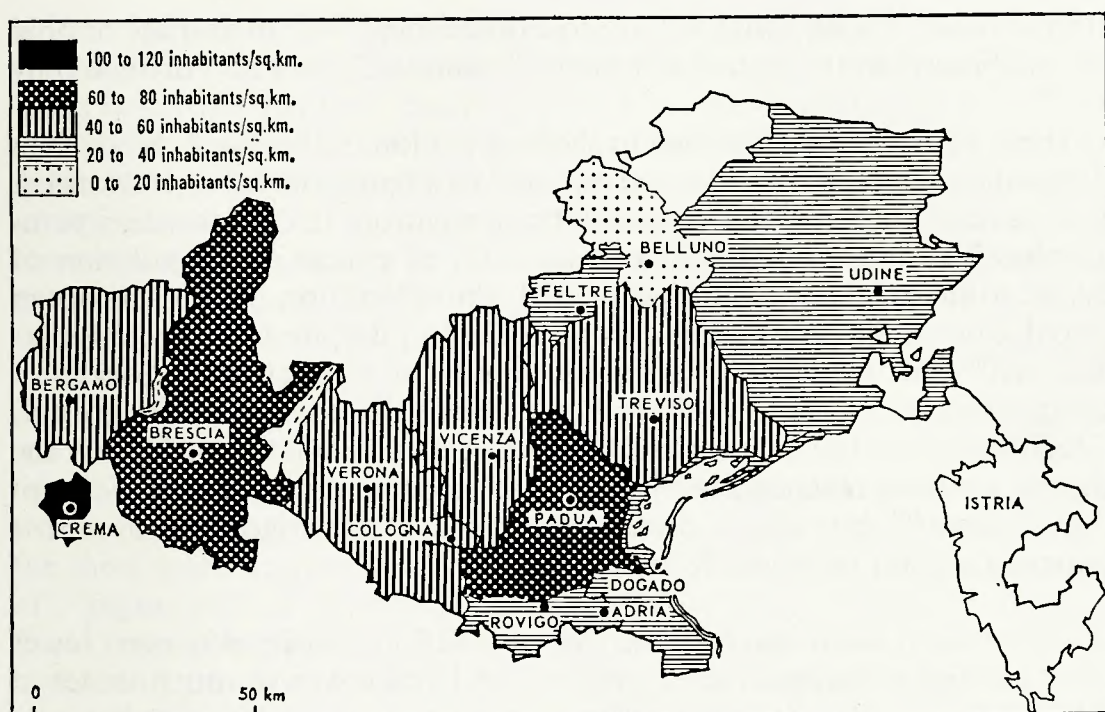 100 to 120 inhabitants/sq.km.
60 to 80 inhabitants/sq.km.
40 to 60 inhabitants/sq.km.
20 to 40 inhabitants/sq.km.
0 to 20 inhabitants/sq.km.
BELLUNO
UDINE
FELTRE
BERGAMO
TREVISO
BRESCIA
VICENZA
VERONA
CREMA
COLOGNA
PADUA
ISTRIA
DOGADO
ROVIGO
ADRIA
0 50 km